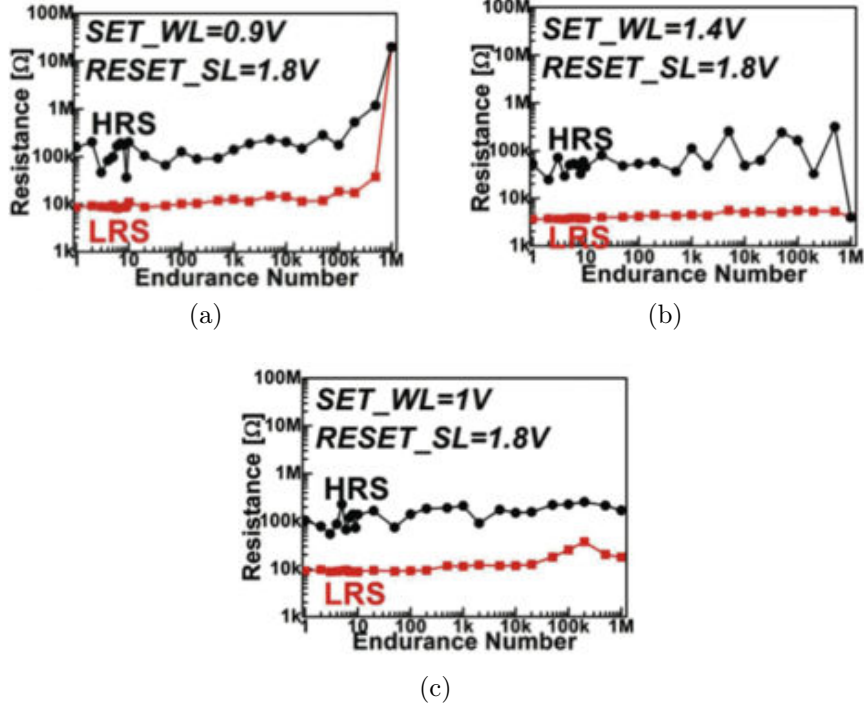 SET_WL=0.9V
RESET_SL=1.8V
HRS
LRS
Resistance [Ω]
100M
10M
1M
100k
10k
1k
1
10
100
1k
10k
100k
1M
Endurance Number
(a)
SET_WL=1.4V
RESET_SL=1.8V
HRS
LRS
Resistance [Ω]
100M
10M
1M
100k
10k
1k
1
10
100
1k
10k
100k
1M
Endurance Number
(b)
SET_WL=1V
RESET_SL=1.8V
HRS
LRS
Resistance [Ω]
100M
10M
1M
100k
10k
1k
1
10
100
1k
10k
100k
1M
Endurance Number
(c)